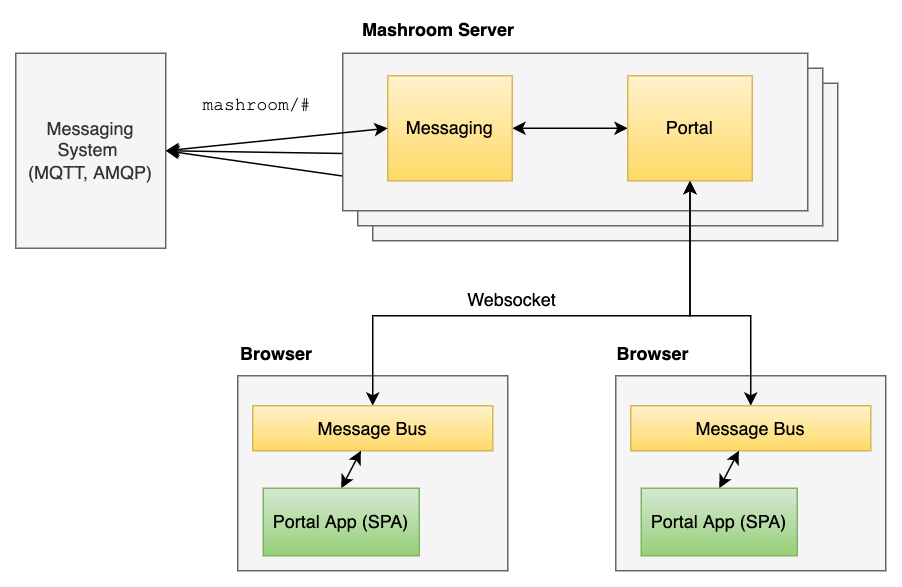 Mashroom Server
mashroom/#
Messaging
System
(MQTT, AMQP)
Messaging
Portal
Websocket
Browser
Browser
Message Bus
Message Bus
Portal App (SPA)
Portal App (SPA)